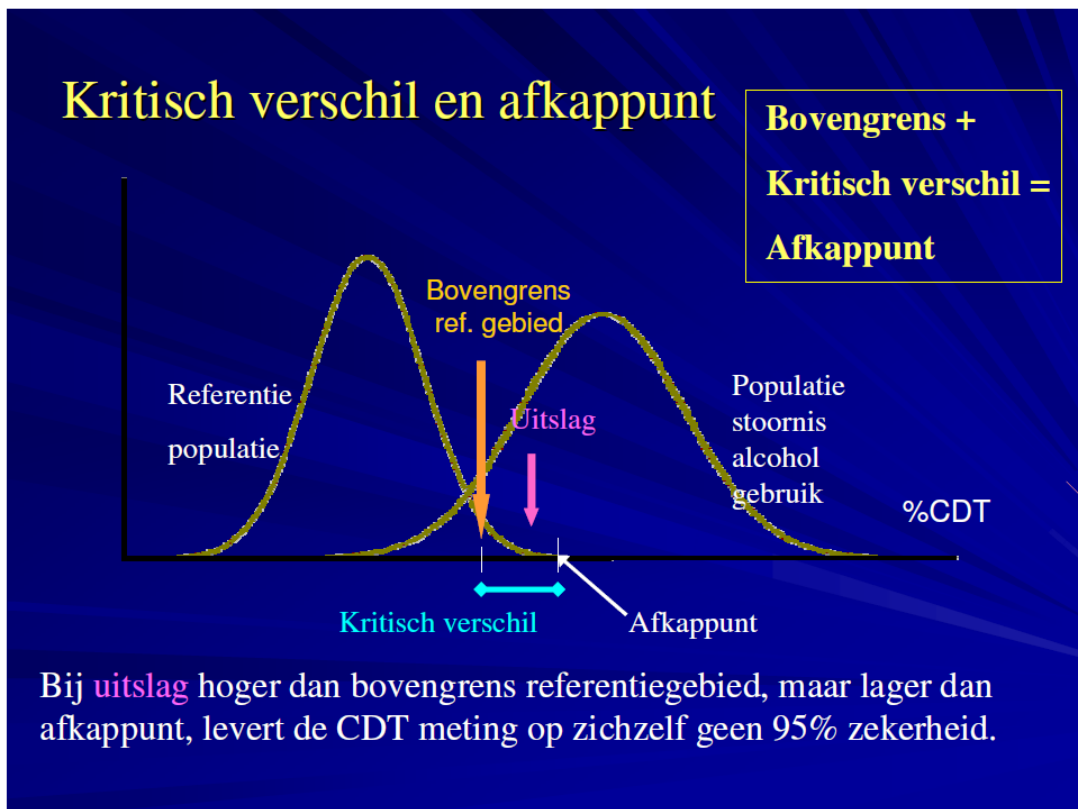 Kritisch verschil en afkappunt
Bovengrens +
Kritisch verschil =
Afkappunt
Bovengrens
ref. gebied
Referentie
populatie
Uitslag
Populatie
stoornis
alcohol
gebruik
%CDT
Kritisch verschil
Afkappunt
Bij uitslag hoger dan bovengrens referentiegebied, maar lager dan
afkappunt, levert de CDT meting op zichzelf geen 95% zekerheid.